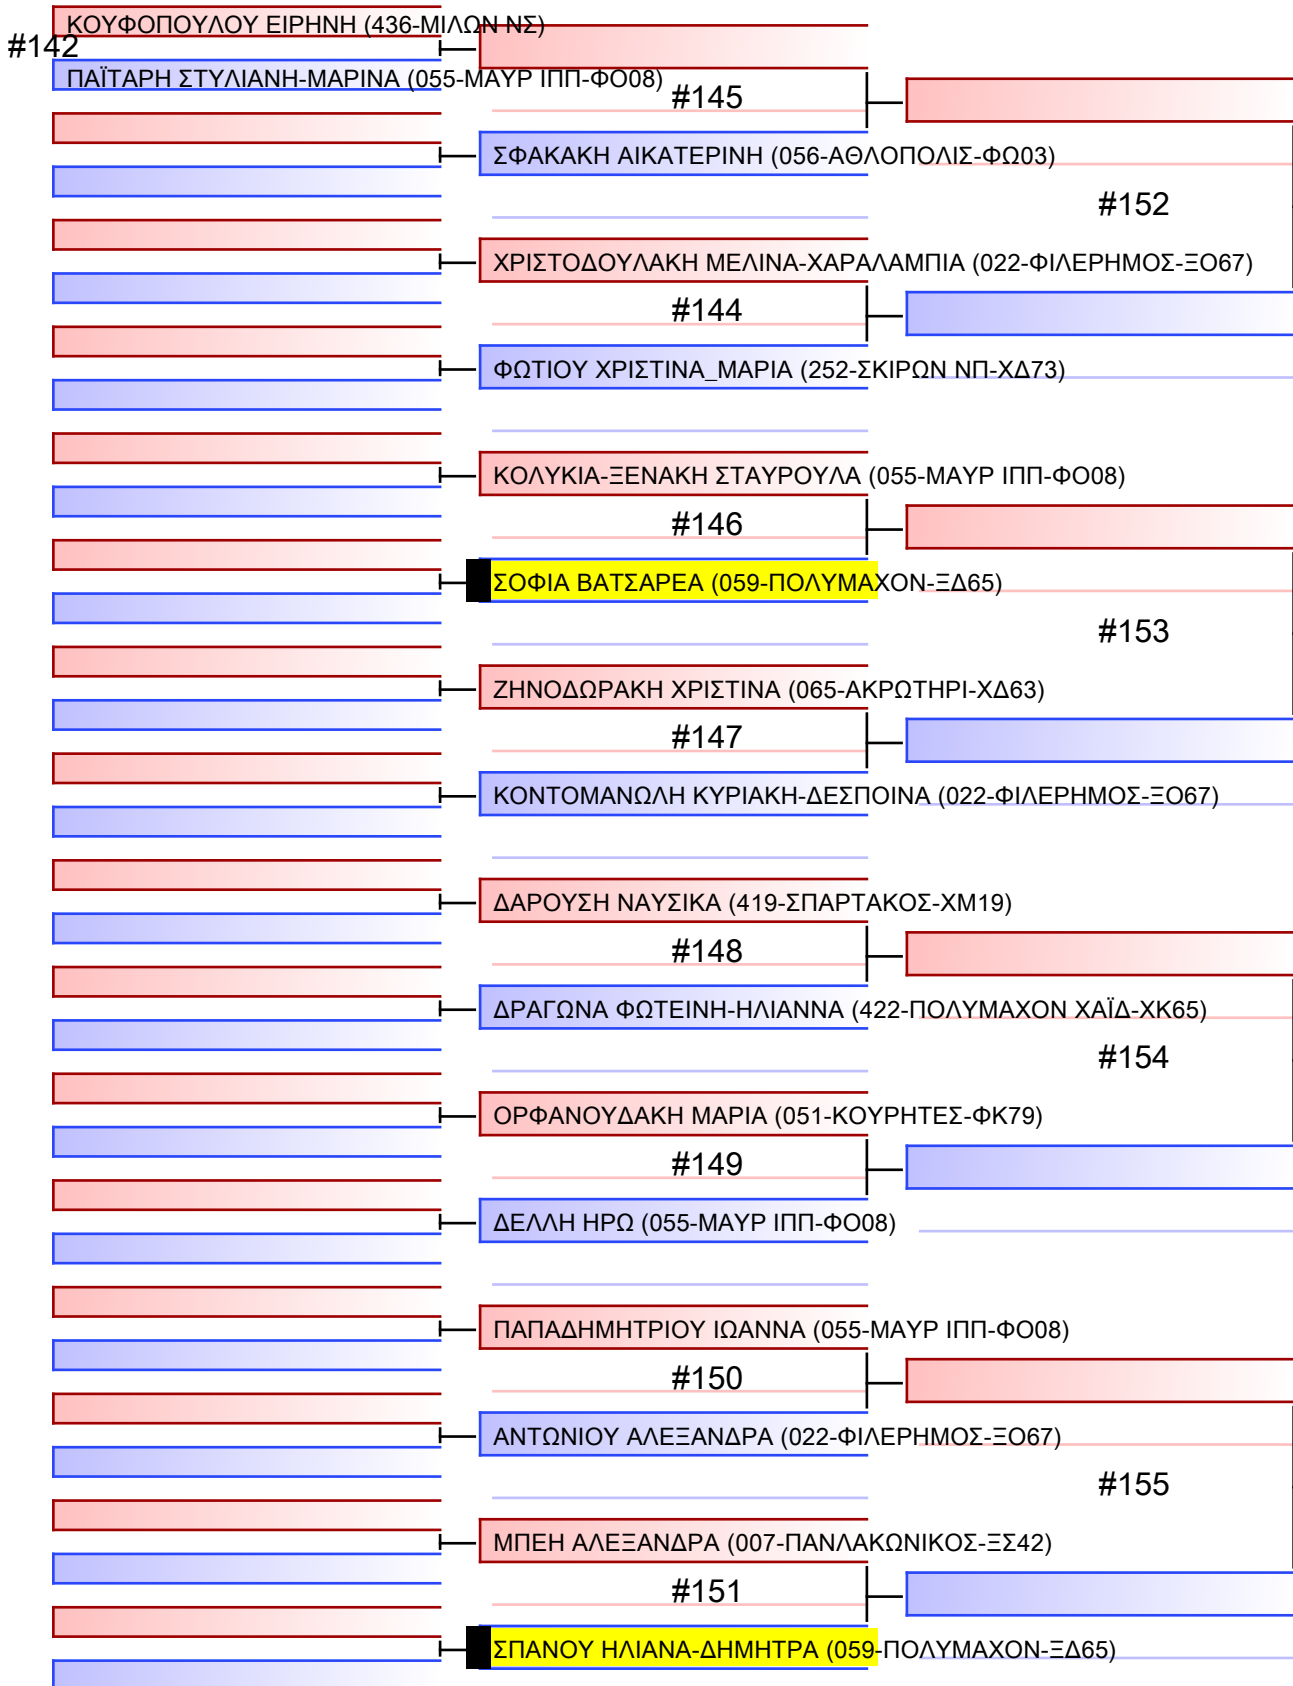 ΚΟΥΦΟΠΟΥΛΟΥ ΕΙΡΗΝΗ (436-ΜΙΛΩΝ ΝΣ)
#142
ΠΑΪΤΑΡΗ ΣΤΥΛΙΑΝΗ-ΜΑΡΙΝΑ (055-ΜΑΥΡ ΙΠΠ-ΦΟ08)
#145
ΣΦΑΚΑΚΗ ΑΙΚΑΤΕΡΙΝΗ (056-ΑΘΛΟΠΟΛΙΣ-ΦΩ03)
#152
ΧΡΙΣΤΟΔΟΥΛΑΚΗ ΜΕΛΙΝΑ-ΧΑΡΑΛΑΜΠΙΑ (022-ΦΙΛΕΡΗΜΟΣ-ΞΟ67)
#144
ΦΩΤΙΟΥ ΧΡΙΣΤΙΝΑ_ΜΑΡΙΑ (252-ΣΚΙΡΩΝ ΝΠ-ΧΔ73)
ΚΟΛΥΚΙΑ-ΞΕΝΑΚΗ ΣΤΑΥΡΟΥΛΑ (055-ΜΑΥΡ ΙΠΠ-ΦΟ08)
#146
ΣΟΦΙΑ ΒΑΤΣΑΡΕΑ (059-ΠΟΛΥΜΑΧΟΝ-ΞΔ65)
#153
ΖΗΝΟΔΩΡΑΚΗ ΧΡΙΣΤΙΝΑ (065-ΑΚΡΩΤΗΡΙ-ΧΔ63)
#147
ΚΟΝΤΟΜΑΝΩΛΗ ΚΥΡΙΑΚΗ-ΔΕΣΠΟΙΝΑ (022-ΦΙΛΕΡΗΜΟΣ-ΞΟ67)
ΔΑΡΟΥΣΗ ΝΑΥΣΙΚΑ (419-ΣΠΑΡΤΑΚΟΣ-ΧΜ19)
#148
ΔΡΑΓΩΝΑ ΦΩΤΕΙΝΗ-ΗΛΙΑΝΝΑ (422-ΠΟΛΥΜΑΧΟΝ ΧΑΪΔ-ΧΚ65)
#154
ΟΡΦΑΝΟΥΔΑΚΗ ΜΑΡΙΑ (051-ΚΟΥΡΗΤΕΣ-ΦΚ79)
#149
ΔΕΛΛΗ ΗΡΩ (055-ΜΑΥΡ ΙΠΠ-ΦΟ08)
ΠΑΠΑΔΗΜΗΤΡΙΟΥ ΙΩΑΝΝΑ (055-ΜΑΥΡ ΙΠΠ-ΦΟ08)
#150
ΑΝΤΩΝΙΟΥ ΑΛΕΞΑΝΔΡΑ (022-ΦΙΛΕΡΗΜΟΣ-ΞΟ67)
#155
ΜΠΕΗ ΑΛΕΞΑΝΔΡΑ (007-ΠΑΝΛΑΚΩΝΙΚΟΣ-ΞΣ42)
#151
ΣΠΑΝΟΥ ΗΛΙΑΝΑ-ΔΗΜΗΤΡΑ (059-ΠΟΛΥΜΑΧΟΝ-ΞΔ65)